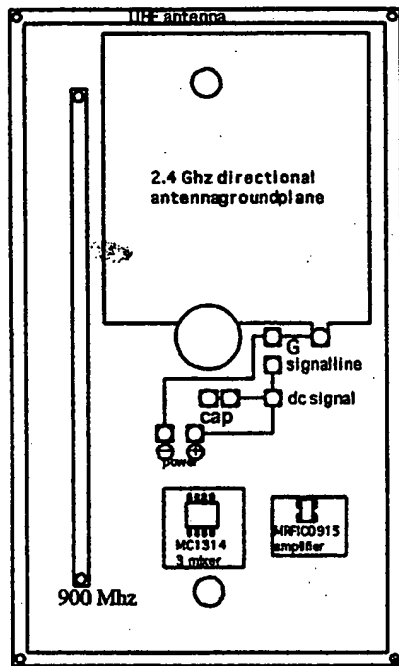 UHF antenna
2.4 Ghz directional
antennagroundplane
G
signalline
dc signal
cap
power
MC1314
3 mixer
MRFIC0915
amplifier
900 Mhz